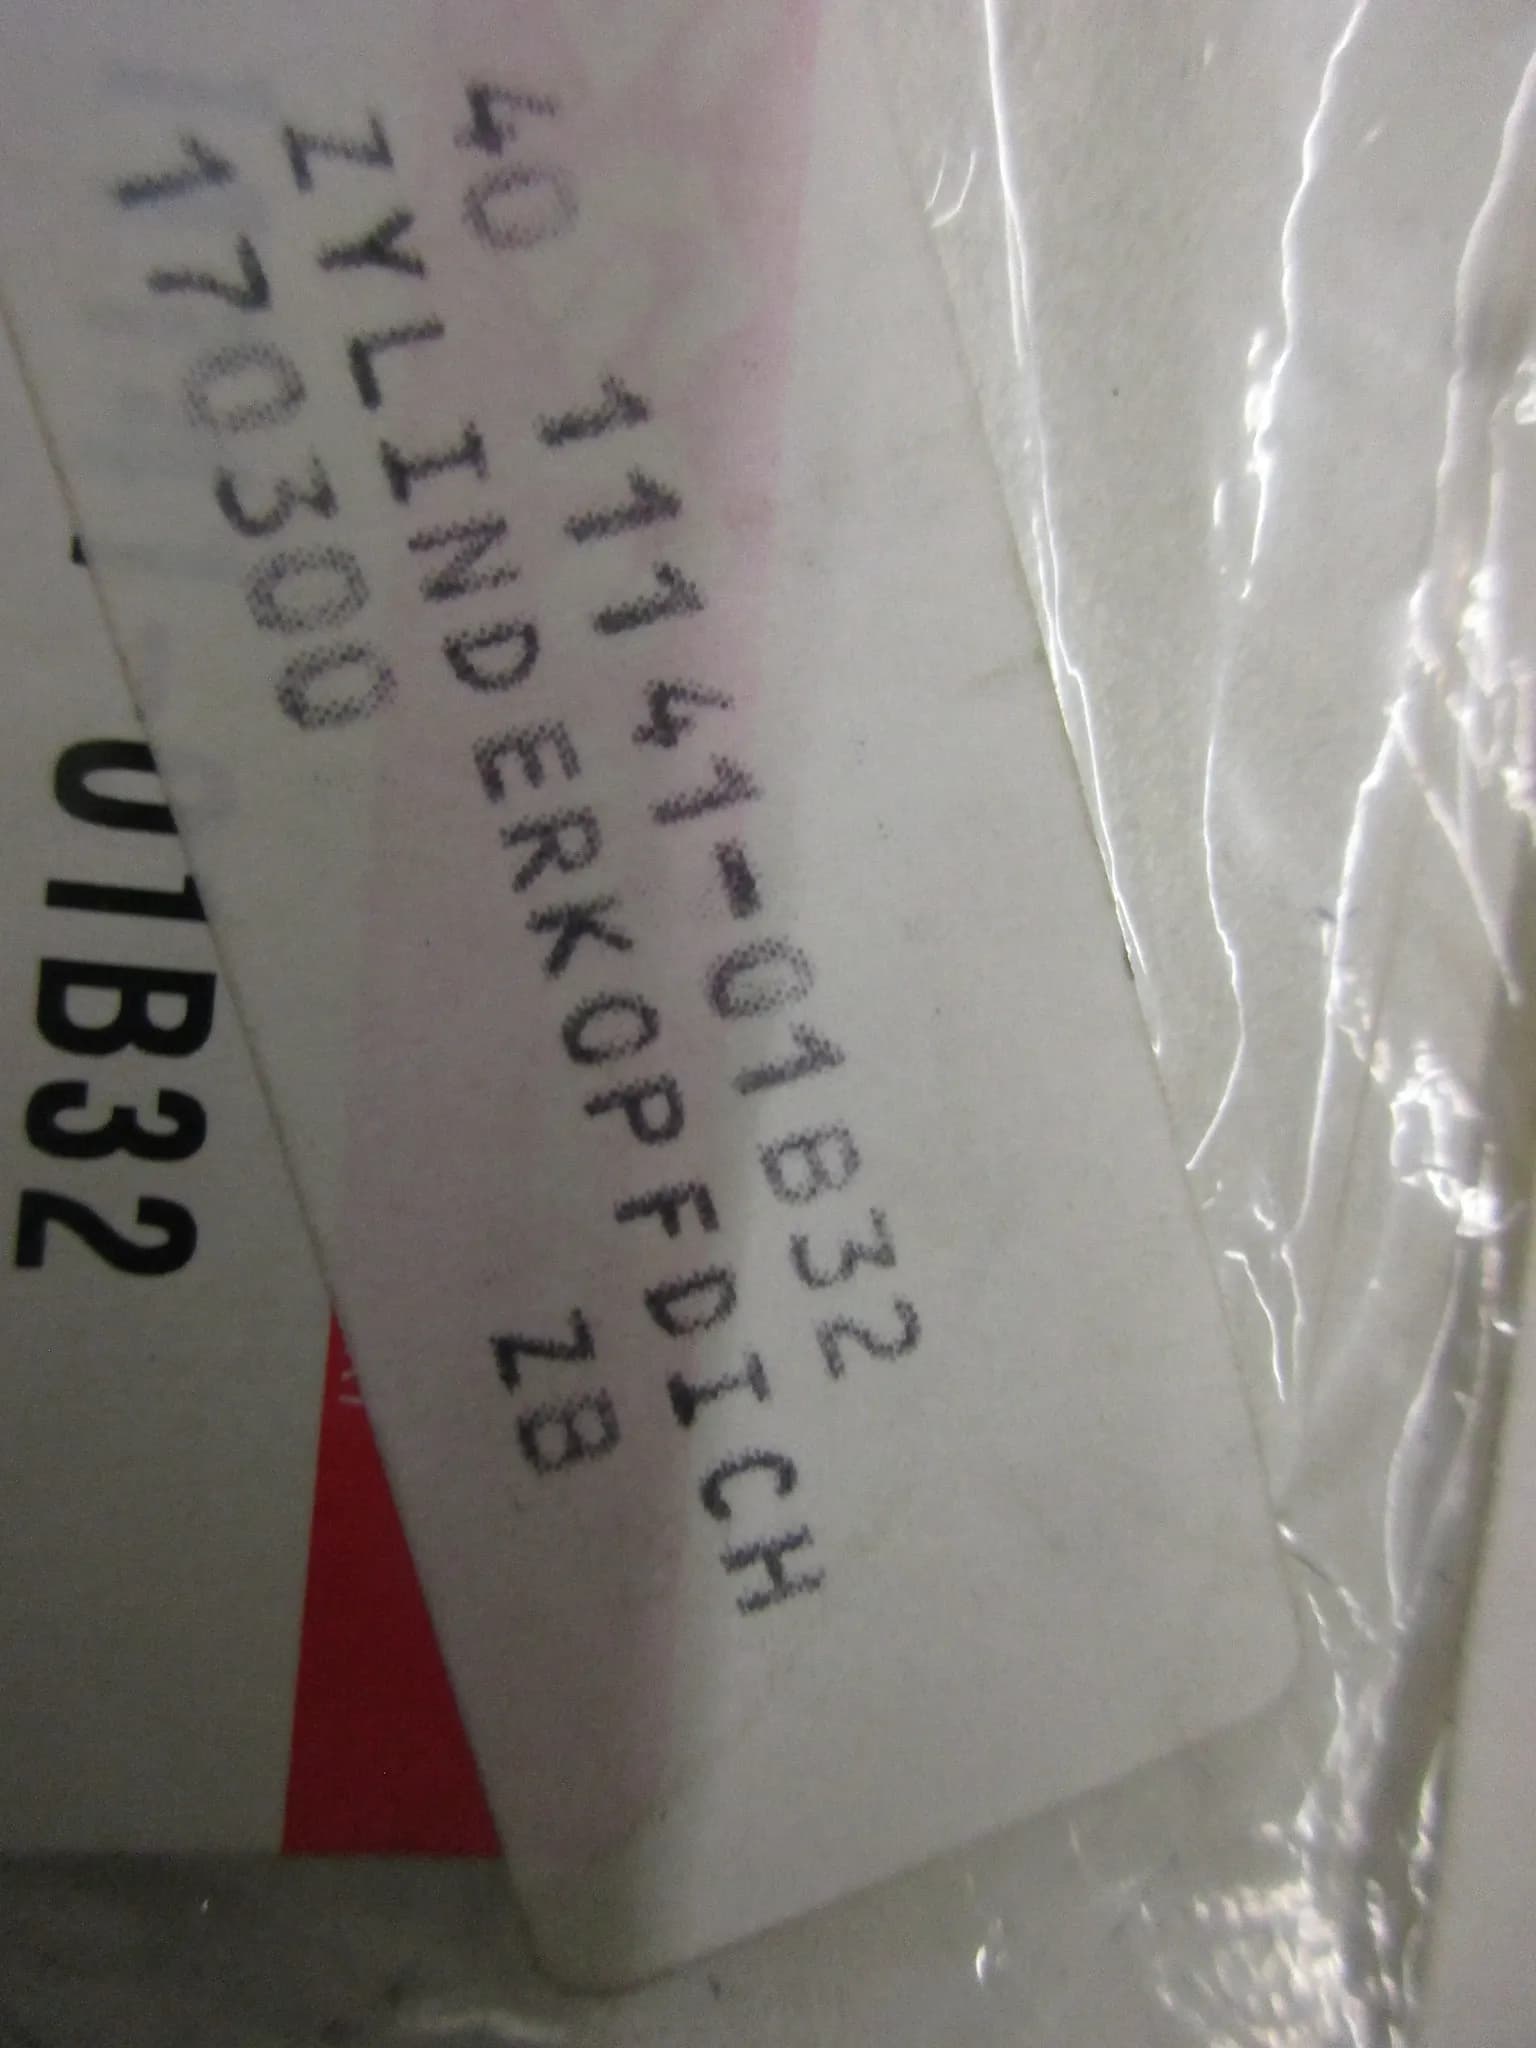 40 11141-01B32
ZYLINDERKOPFDICH
170300 ZB
01B32